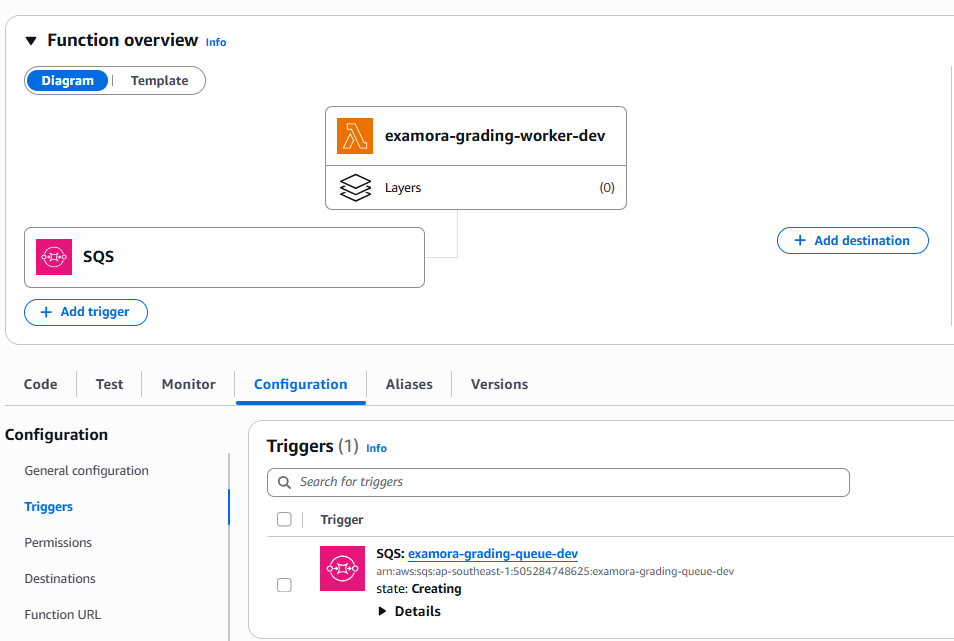 Function overview Info
Diagram Template
examora-grading-worker-dev
Layers (0)
SQS
Add destination
Add trigger
Code Test Monitor Configuration Aliases Versions
Configuration
General configuration
Triggers
Permissions
Destinations
Function URL
Triggers (1) Info
Search for triggers
Trigger
SQS: examora-grading-queue-dev
arn:aws:sqs:ap-southeast-1:505284748625:examora-grading-queue-dev
state: Creating
Details